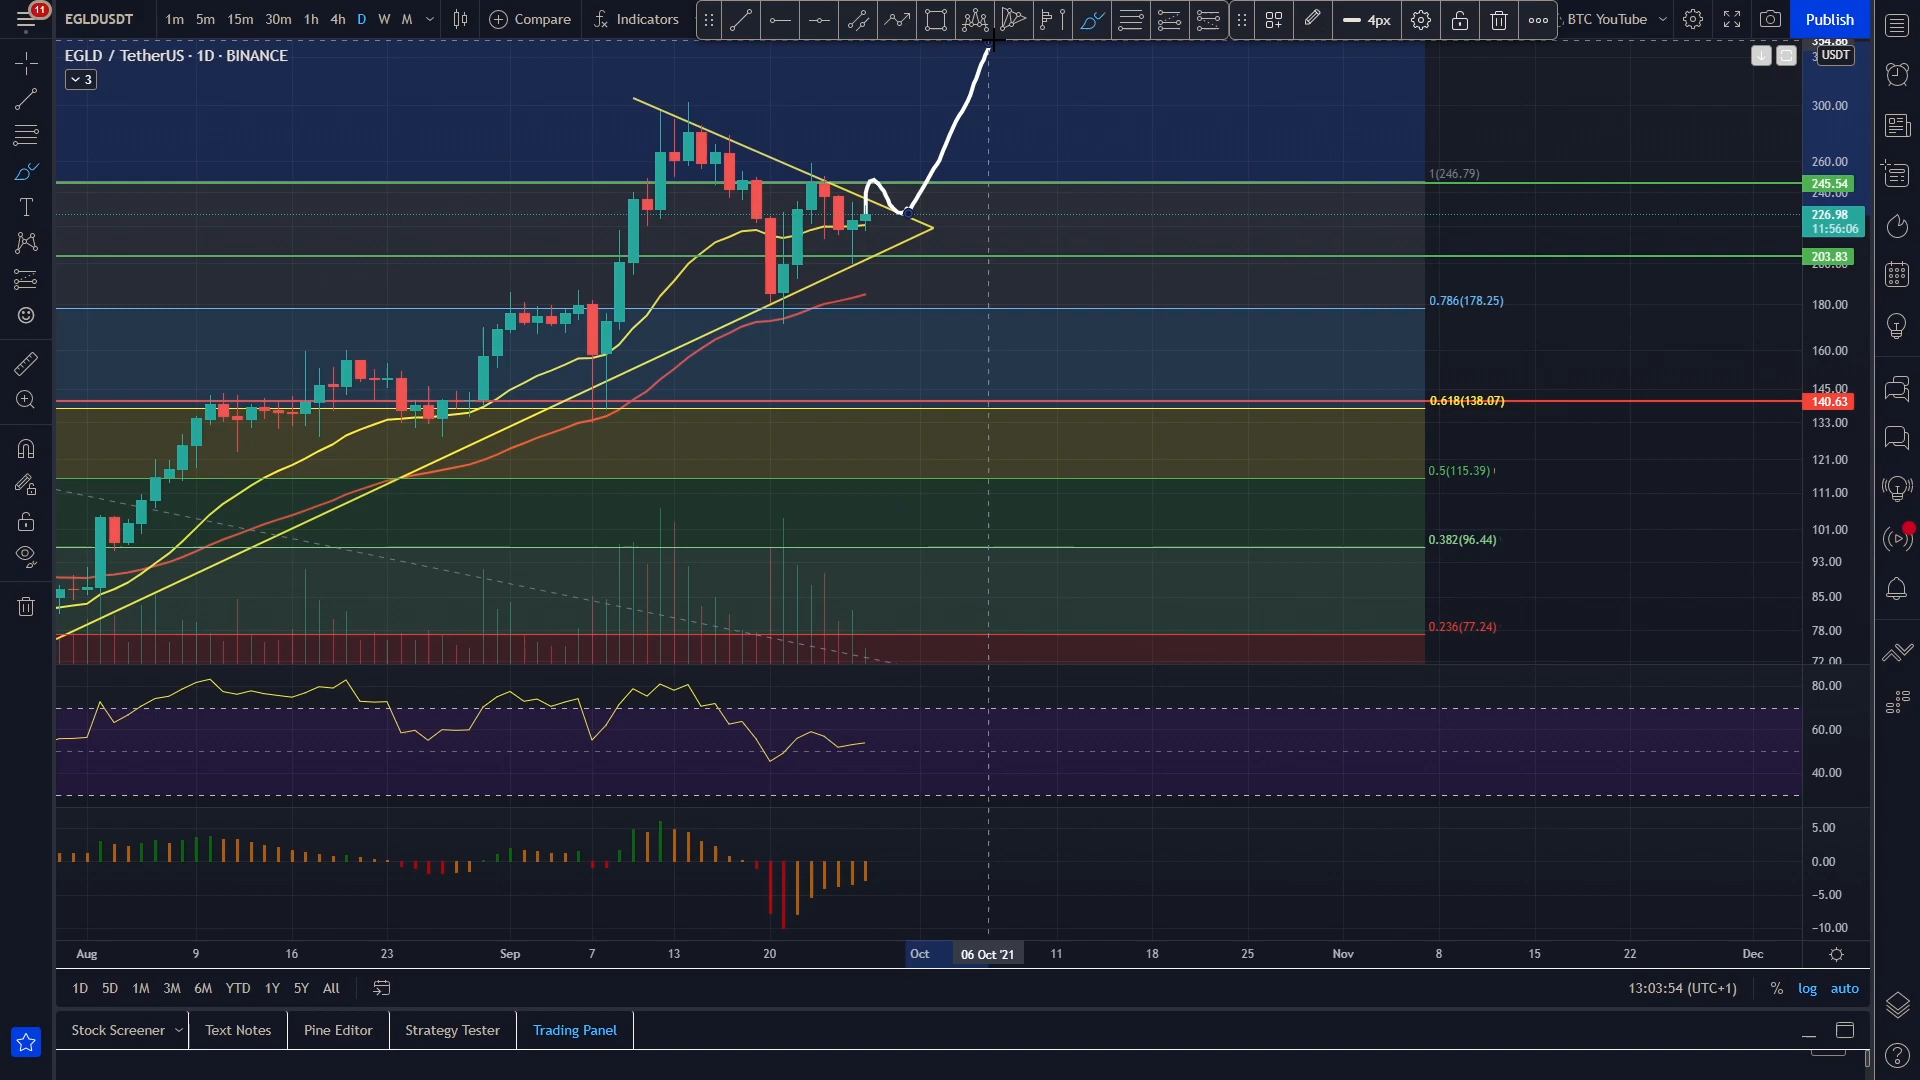 11
EGLDUSDT
1m 5m 15m 30m 1h 4h D W M
Compare
Indicators
4px
BTC YouTube
Publish
EGLD / TetherUS · 1D · BINANCE
3
354.86
USDT
300.00
260.00
1(246.79)
245.54
240.00
226.98
11:56:06
203.83
200.00
0.786(178.25)
180.00
160.00
145.00
0.618(138.07)
140.63
133.00
121.00
0.5(115.39)
111.00
101.00
0.382(96.44)
93.00
85.00
0.236(77.24)
78.00
72.00
80.00
60.00
40.00
5.00
0.00
−5.00
−10.00
Aug 9 16 23 Sep 7 13 20 Oct 06 Oct '21 11 18 25 Nov 8 15 22 Dec
1D 5D 1M 3M 6M YTD 1Y 5Y All
13:03:54 (UTC+1)
% log auto
Stock Screener
Text Notes
Pine Editor
Strategy Tester
Trading Panel